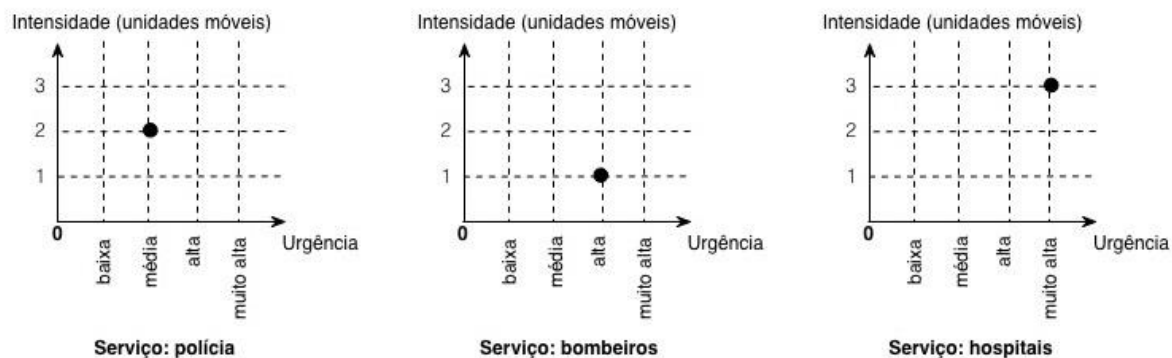 Intensidade (unidades móveis)
3
2
1
0
Urgência
baixa
média
alta
muito alta
Serviço: polícia
Intensidade (unidades móveis)
3
2
1
0
Urgência
baixa
média
alta
muito alta
Serviço: bombeiros
Intensidade (unidades móveis)
3
2
1
0
Urgência
baixa
média
alta
muito alta
Serviço: hospitais